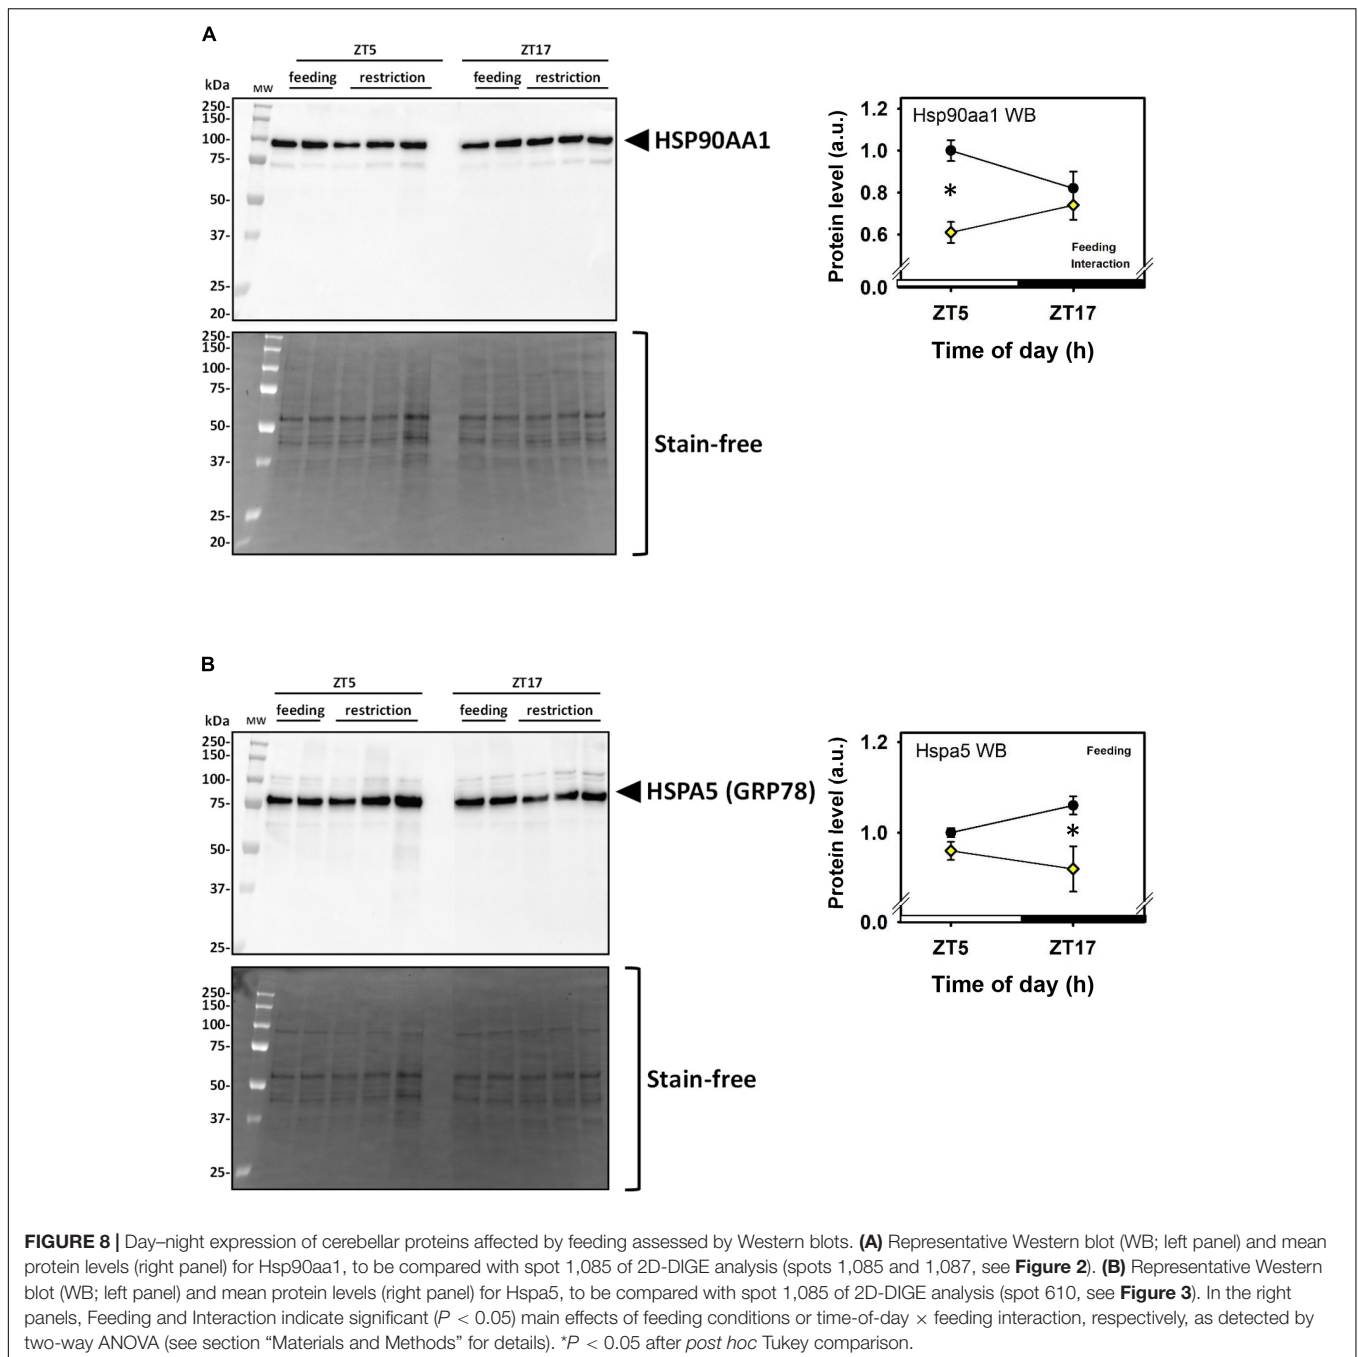 A
ZT5
ZT17
kDa
MW
feeding
restriction
feeding
restriction
250-
150-
100-
75-
50-
37-
25-
20-
HSP90AA1
250-
150-
100-
75-
50-
37-
25-
20-
Stain-free
Hsp90aa1 WB
Protein level (a.u.)
1.2
1.0
0.8
0.6
0.0
*
Feeding
Interaction
ZT5
ZT17
Time of day (h)
B
ZT5
ZT17
kDa
MW
feeding
restriction
feeding
restriction
250-
150-
100-
75-
50-
37-
25-
HSPA5 (GRP78)
250-
150-
100-
75-
50-
37-
25-
Stain-free
Hspa5 WB
Feeding
Protein level (a.u.)
1.2
1.0
0.0
*
ZT5
ZT17
Time of day (h)
FIGURE 8 | Day–night expression of cerebellar proteins affected by feeding assessed by Western blots. (A) Representative Western blot (WB; left panel) and mean
protein levels (right panel) for Hsp90aa1, to be compared with spot 1,085 of 2D-DIGE analysis (spots 1,085 and 1,087, see Figure 2). (B) Representative Western
blot (WB; left panel) and mean protein levels (right panel) for Hspa5, to be compared with spot 1,085 of 2D-DIGE analysis (spot 610, see Figure 3). In the right
panels, Feeding and Interaction indicate significant (P < 0.05) main effects of feeding conditions or time-of-day × feeding interaction, respectively, as detected by
two-way ANOVA (see section “Materials and Methods” for details). *P < 0.05 after post hoc Tukey comparison.